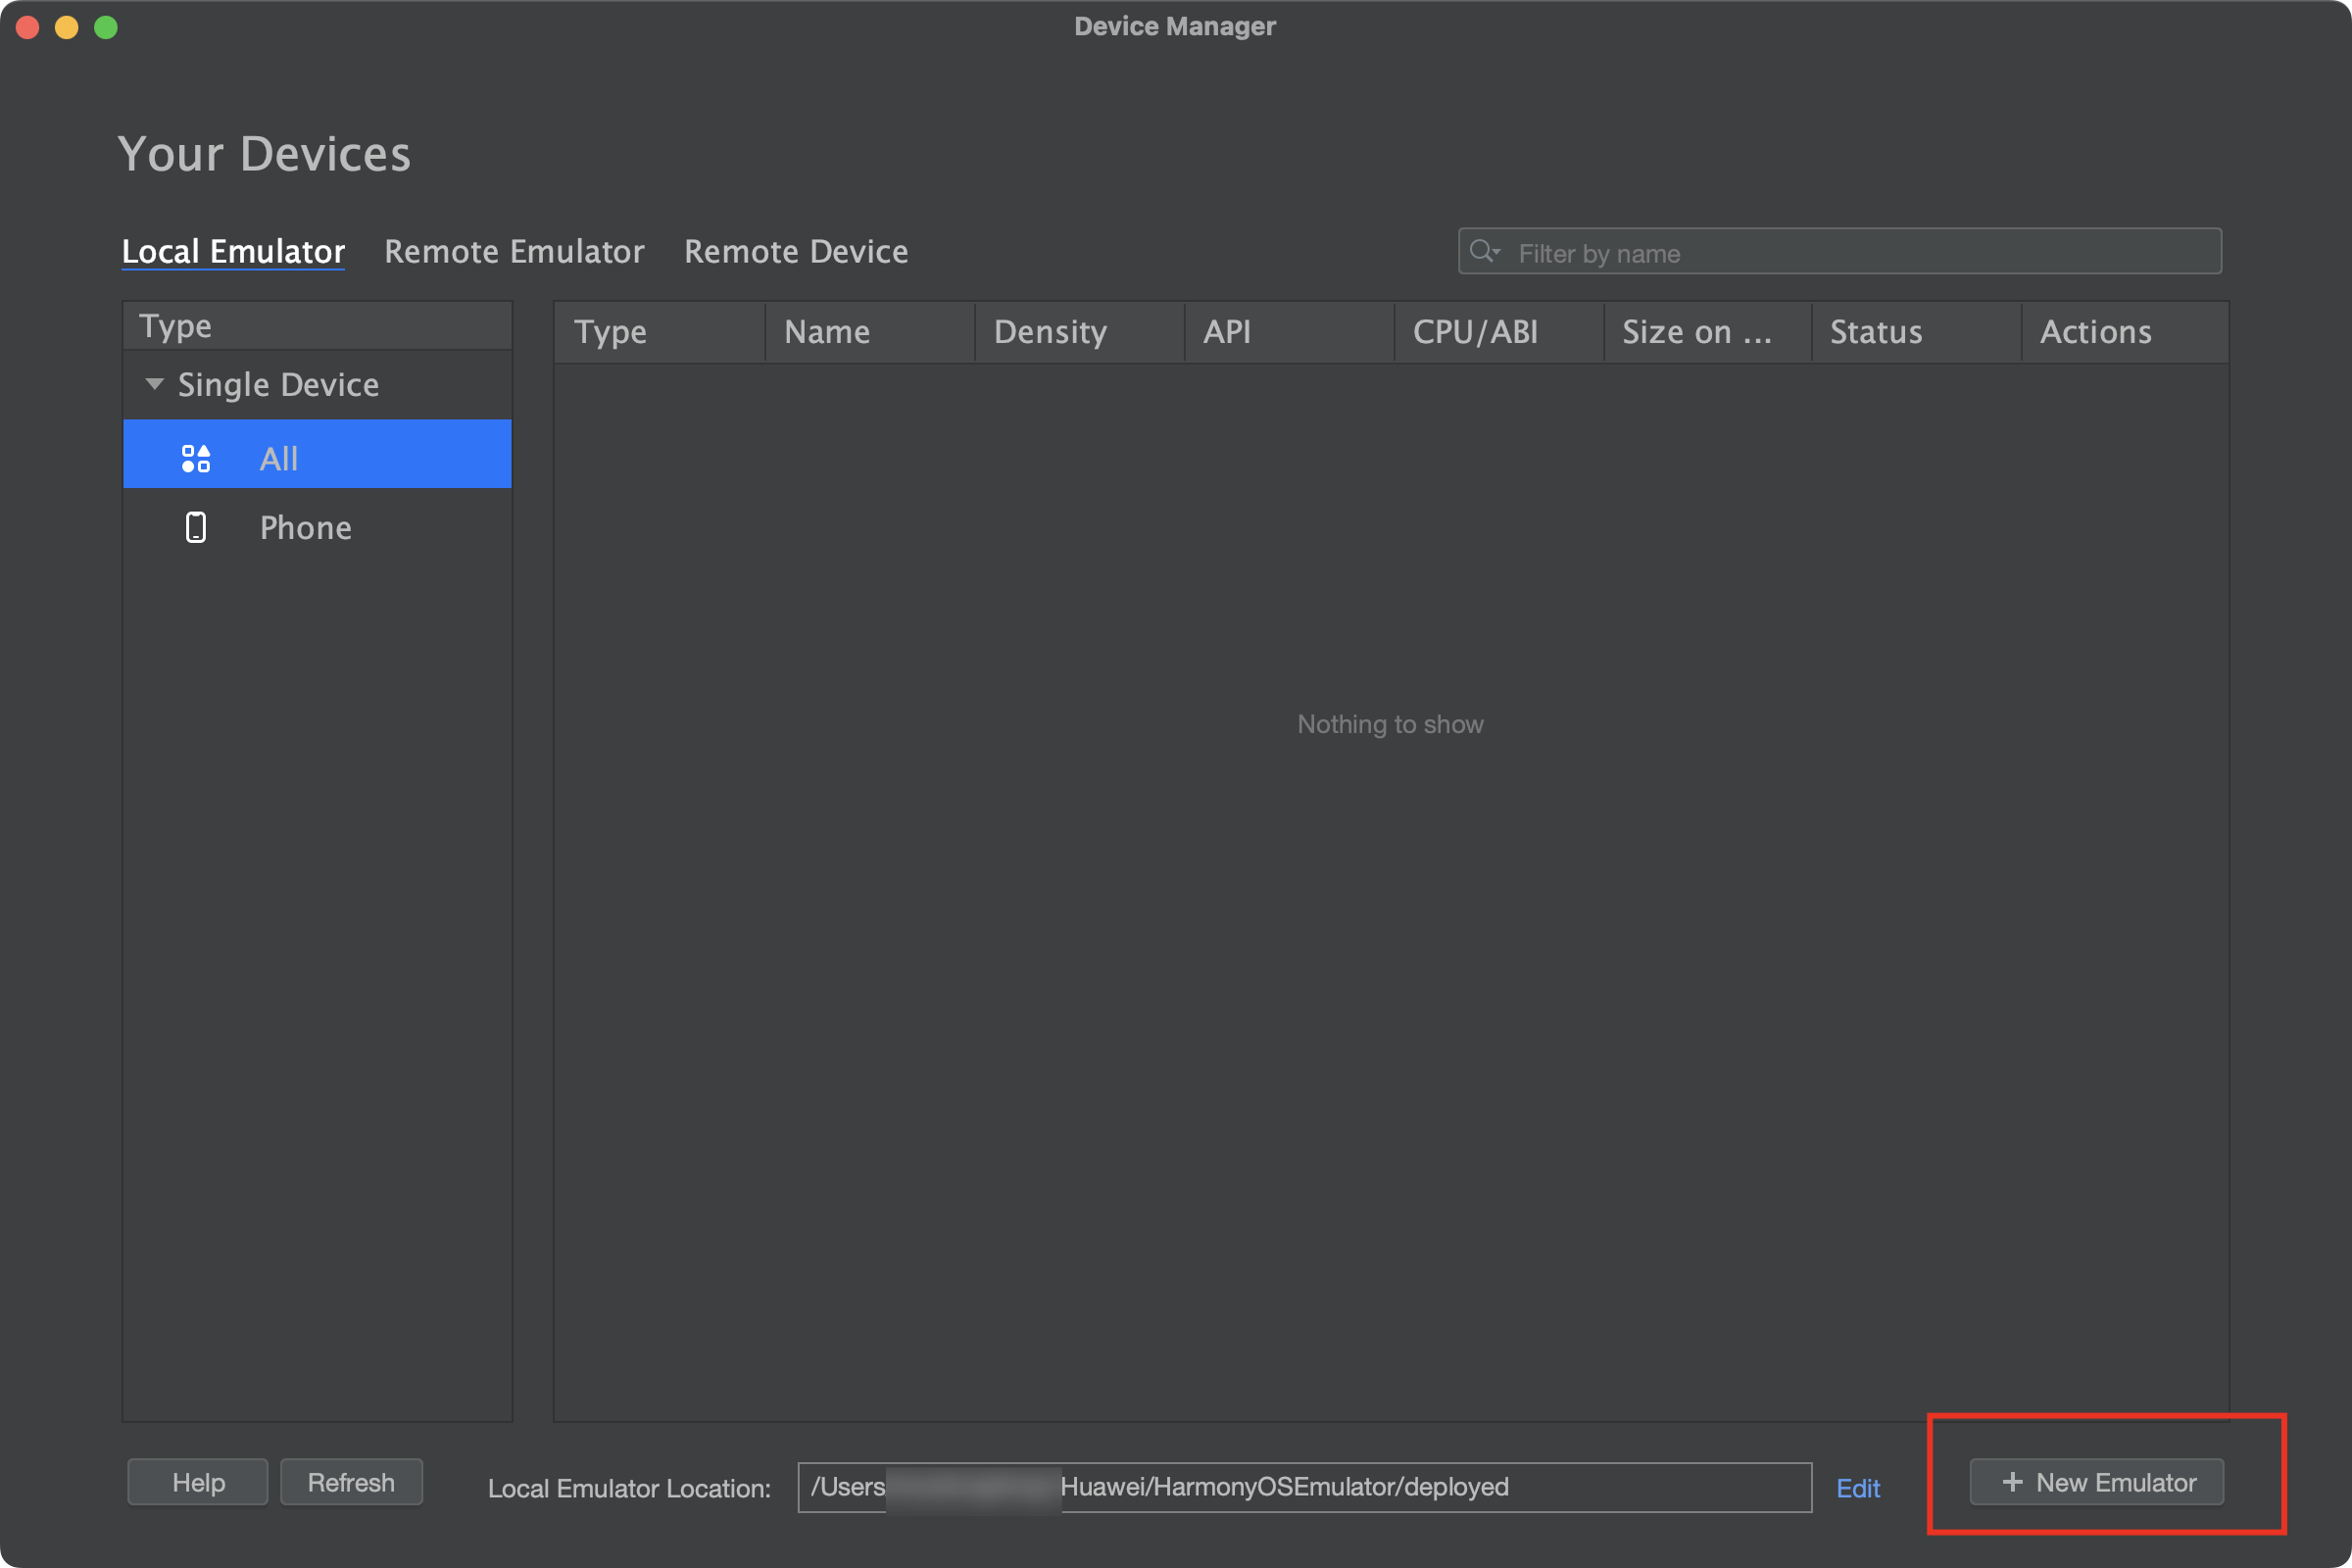 Device Manager
Your Devices
Local Emulator Remote Emulator Remote Device Filter by name
Type
Single Device
All
Phone
Type Name Density API CPU/ABI Size on ... Status Actions
Nothing to show
Help Refresh Local Emulator Location: /Users Huawei/HarmonyOSEmulator/deployed Edit + New Emulator